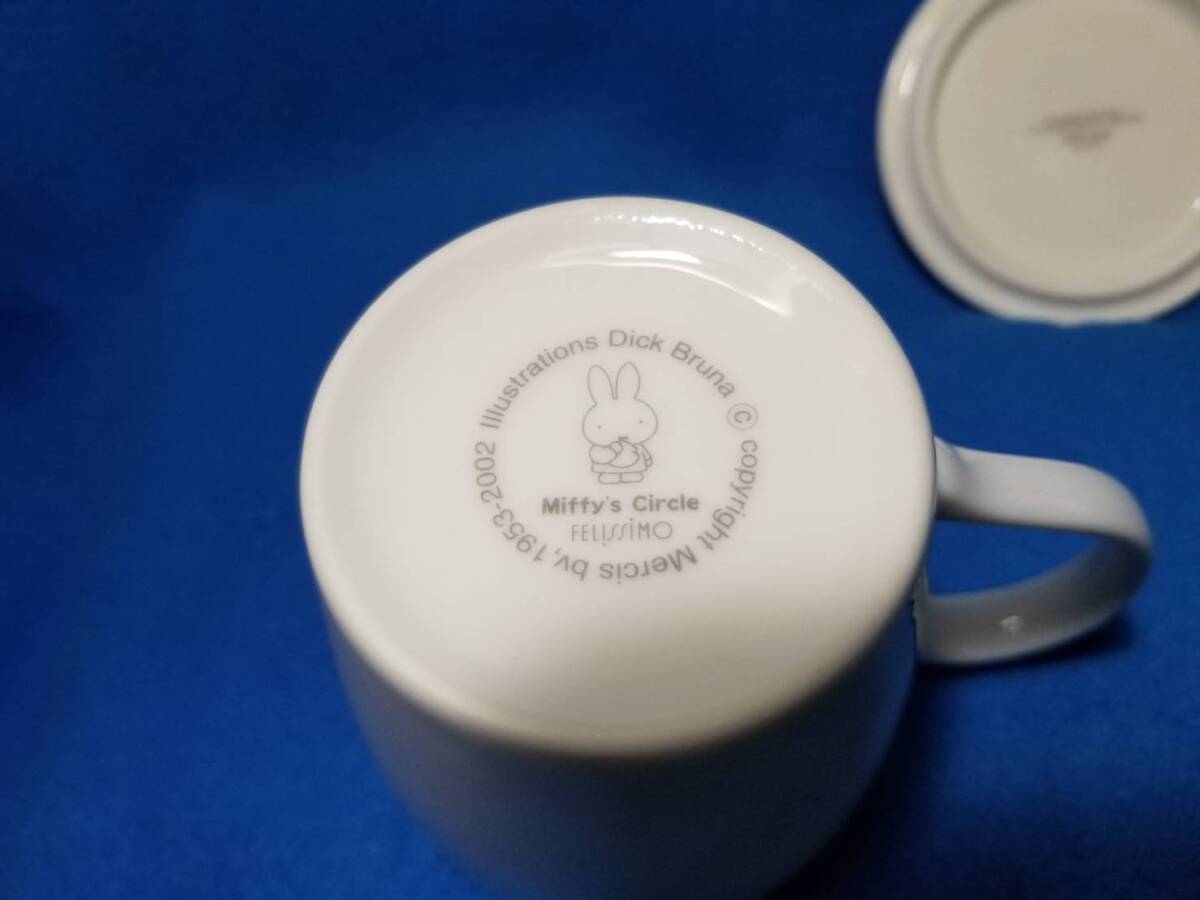 Illustrations Dick Bruna © copyright Mercis bv, 1953-2002
Miffy's Circle
FELISSIMO